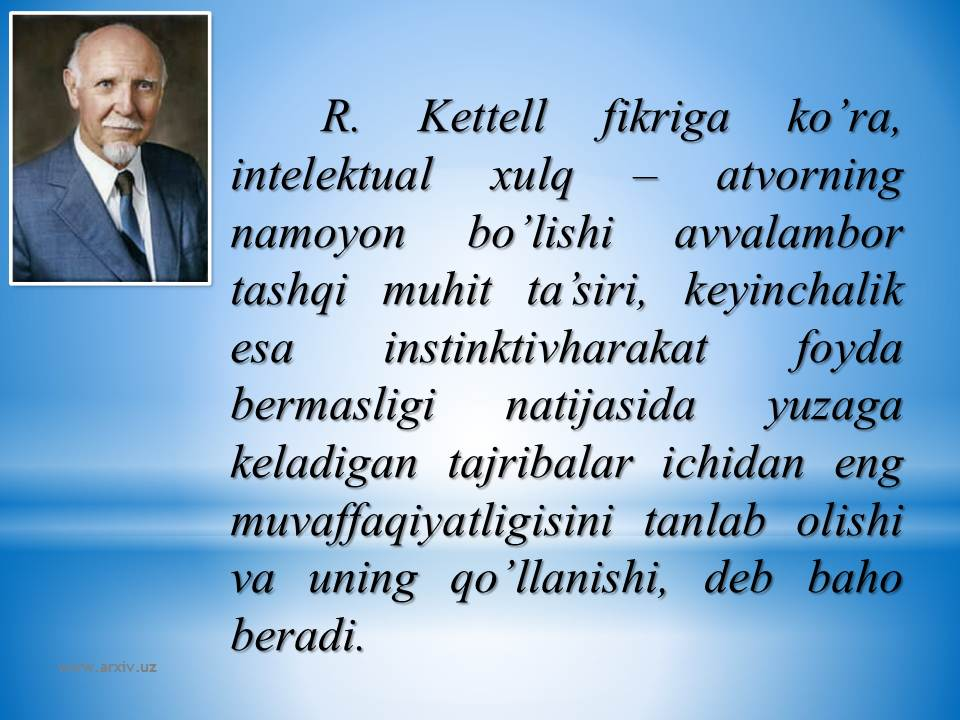 R. Kettell fikriga ko’ra,
intelektual xulq – atvorning
namoyon bo’lishi avvalambor
tashqi muhit ta’siri, keyinchalik
esa instinktivharakat foyda
bermasligi natijasida yuzaga
keladigan tajribalar ichidan eng
muvaffaqiyatligisini tanlab olishi
va uning qo’llanishi, deb baho
beradi.
www.arxiv.uz